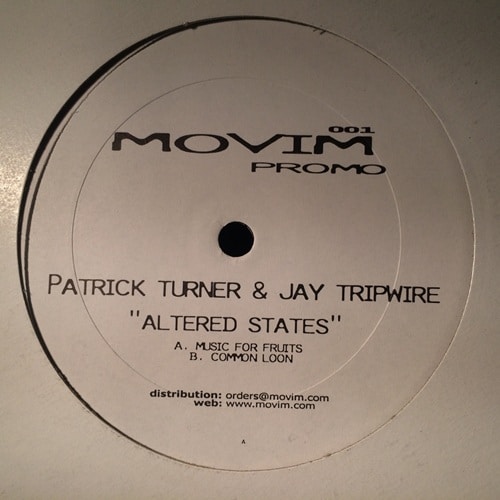 001
MOVIM
PROMO
PATRICK TURNER & JAY TRIPWIRE
"ALTERED STATES"
A. MUSIC FOR FRUITS
B. COMMON LOON
distribution: orders@movim.com
web: www.movim.com
A